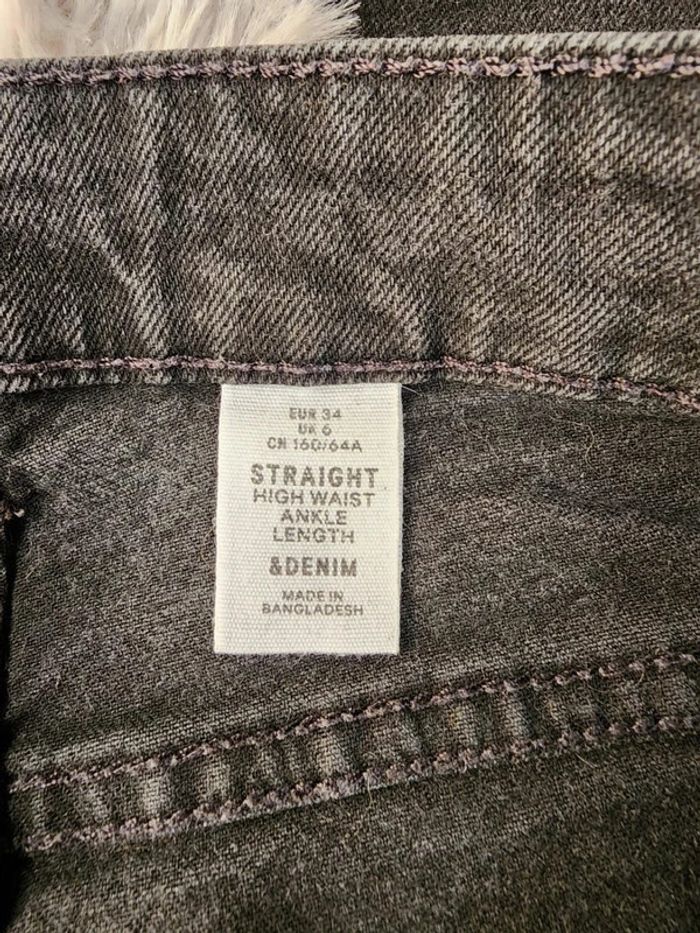 EUR 34
UK 6
CN 160/64A
STRAIGHT
HIGH WAIST
ANKLE
LENGTH
&DENIM
MADE IN
BANGLADESH